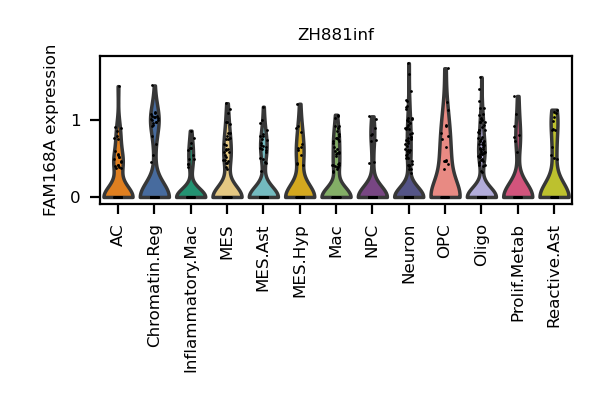 ZH881inf
FAM168A expression
1
0
AC
Chromatin.Reg
Inflammatory.Mac
MES
MES.Ast
MES.Hyp
Mac
NPC
Neuron
OPC
Oligo
Prolif.Metab
Reactive.Ast